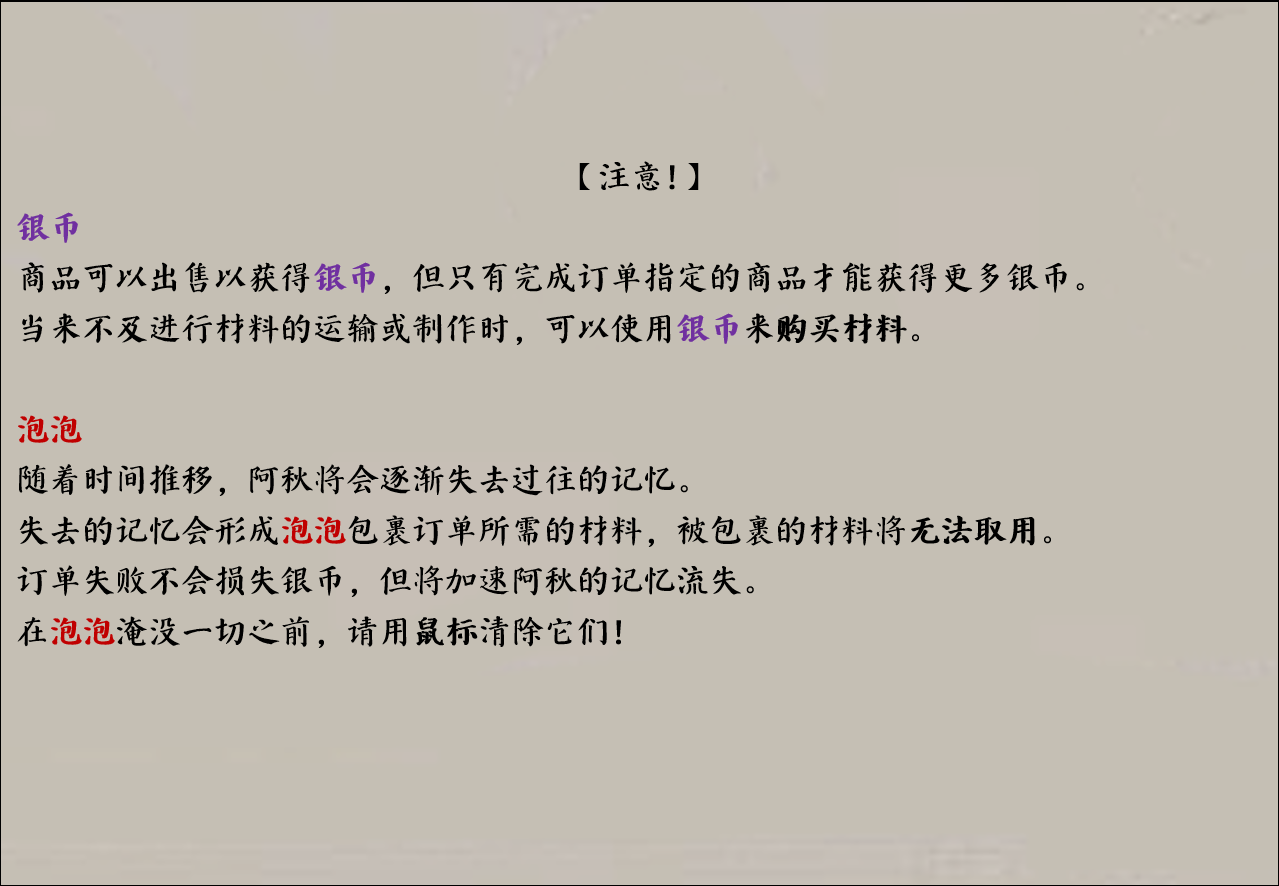 【注意!】
银币
商品可以出售以获得银币，但只有完成订单指定的商品才能获得更多银币。
当来不及进行材料的运输或制作时，可以使用银币来购买材料。
泡泡
随着时间推移，阿秋将会逐渐失去过往的记忆。
失去的记忆会形成泡泡包裹订单所需的材料，被包裹的材料将无法取用。
订单失败不会损失银币，但将加速阿秋的记忆流失。
在泡泡淹没一切之前，请用鼠标清除它们!